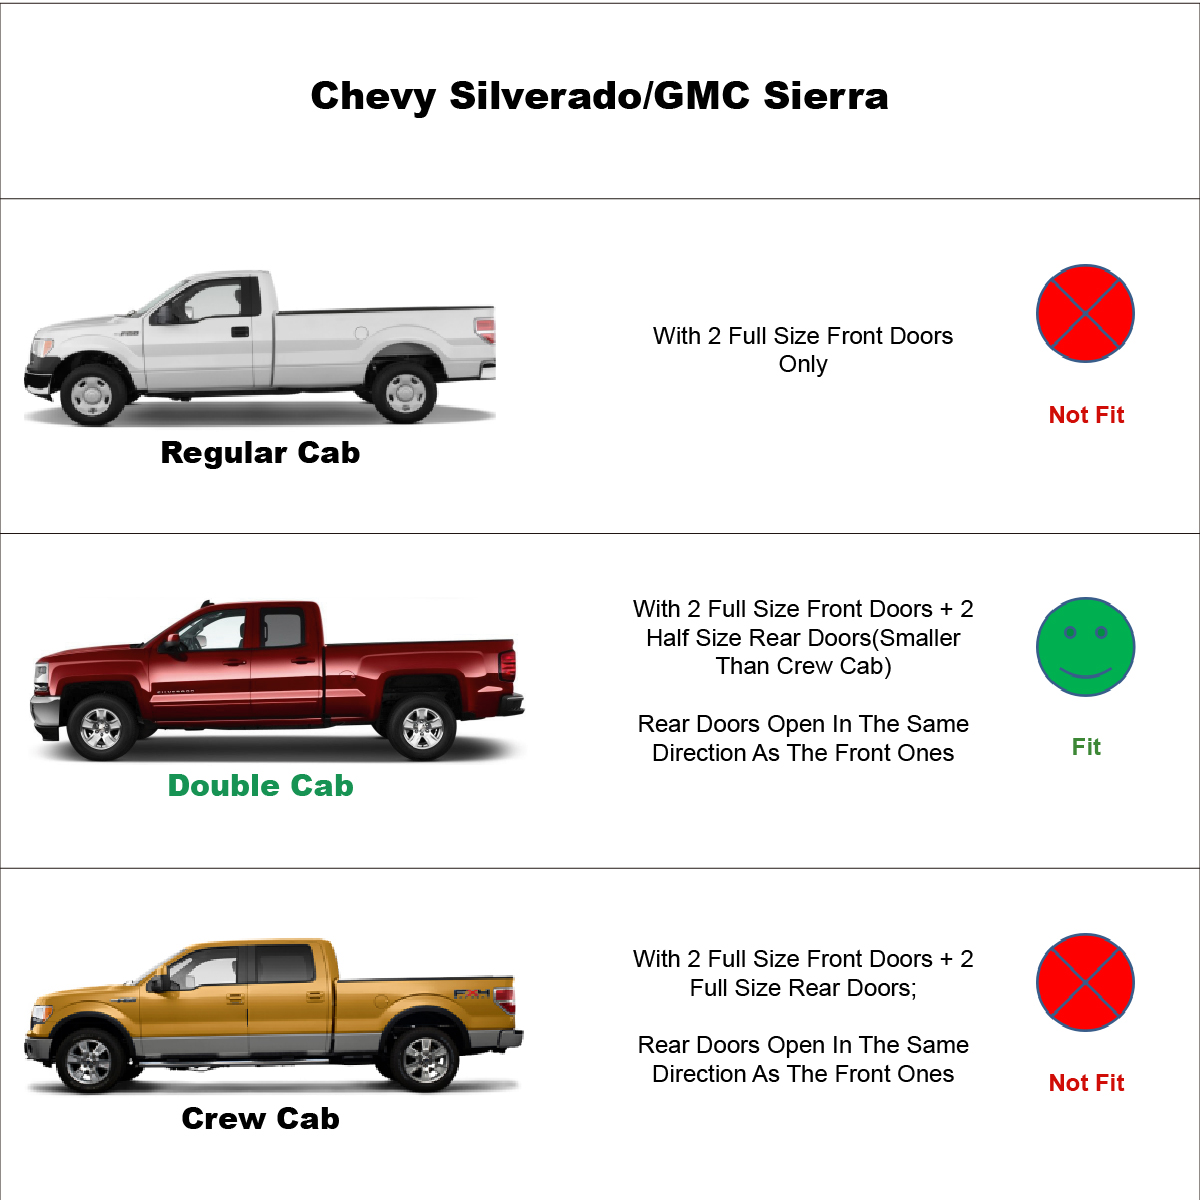 Chevy Silverado/GMC Sierra
With 2 Full Size Front Doors
Only
Not Fit
Regular Cab
With 2 Full Size Front Doors + 2
Half Size Rear Doors(Smaller
Than Crew Cab)
Rear Doors Open In The Same
Direction As The Front Ones
Fit
Double Cab
With 2 Full Size Front Doors + 2
Full Size Rear Doors;
Rear Doors Open In The Same
Direction As The Front Ones
Not Fit
Crew Cab